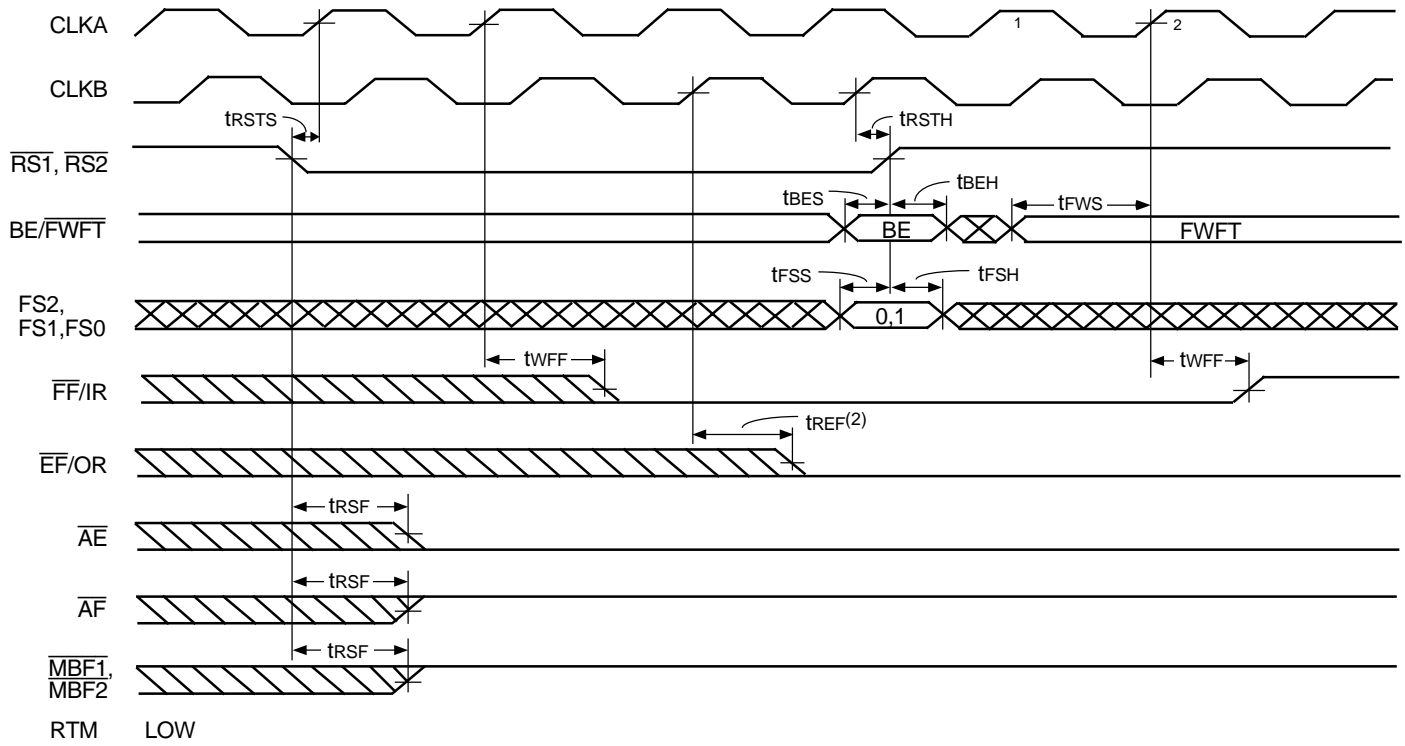 CLKA
1
2
CLKB
tRSTS
tRSTH
RS1, RS2
tBES
tBEH
tFWS
BE/FWFT
BE
FWFT
tFSS
tFSH
FS2,
FS1,FS0
0,1
tWFF
tWFF
FF/IR
tREF(2)
EF/OR
tRSF
AE
tRSF
AF
tRSF
MBF1,
MBF2
RTM LOW